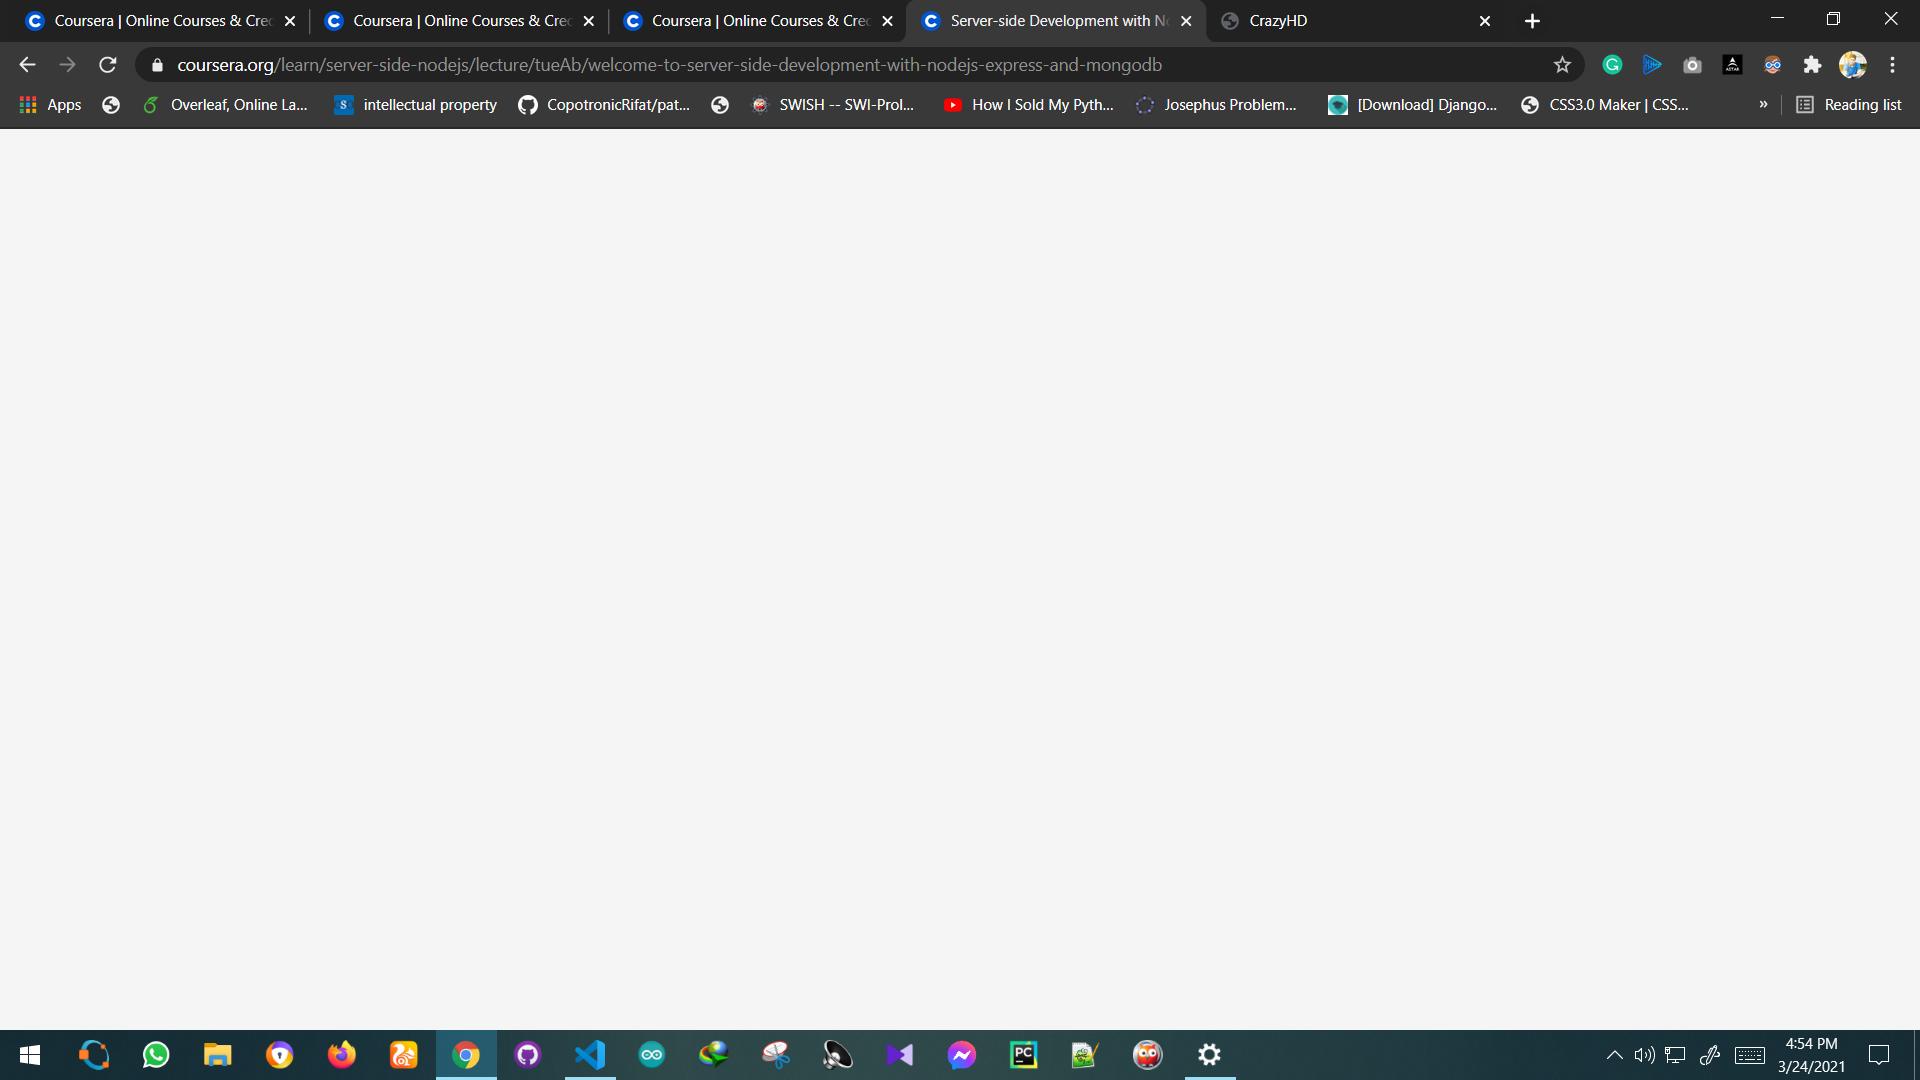 Coursera | Online Courses & Crec
Coursera | Online Courses & Crec
Coursera | Online Courses & Crec
Server-side Development with No
CrazyHD
coursera.org/learn/server-side-nodejs/lecture/tueAb/welcome-to-server-side-development-with-nodejs-express-and-mongodb
Apps
Overleaf, Online La...
intellectual property
CopotronicRifat/pat...
SWISH -- SWI-Prol...
How I Sold My Pyth...
Josephus Problem...
[Download] Django...
CSS3.0 Maker | CSS...
»
Reading list
PC
4:54 PM
3/24/2021